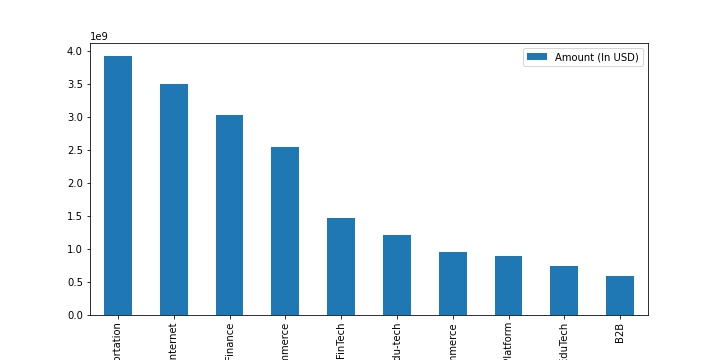 1e9
Amount (In USD)
4.0
3.5
3.0
2.5
2.0
1.5
1.0
0.5
0.0
ortation
nternet
Finance
mmerce
FinTech
du-tech
mmerce
latform
duTech
B2B